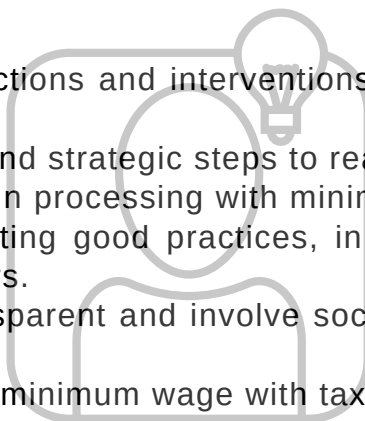 ctions and interventions
nd strategic steps to rea
n processing with minim
ting good practices, in
s.
sparent and involve soc
minimum wage with tax